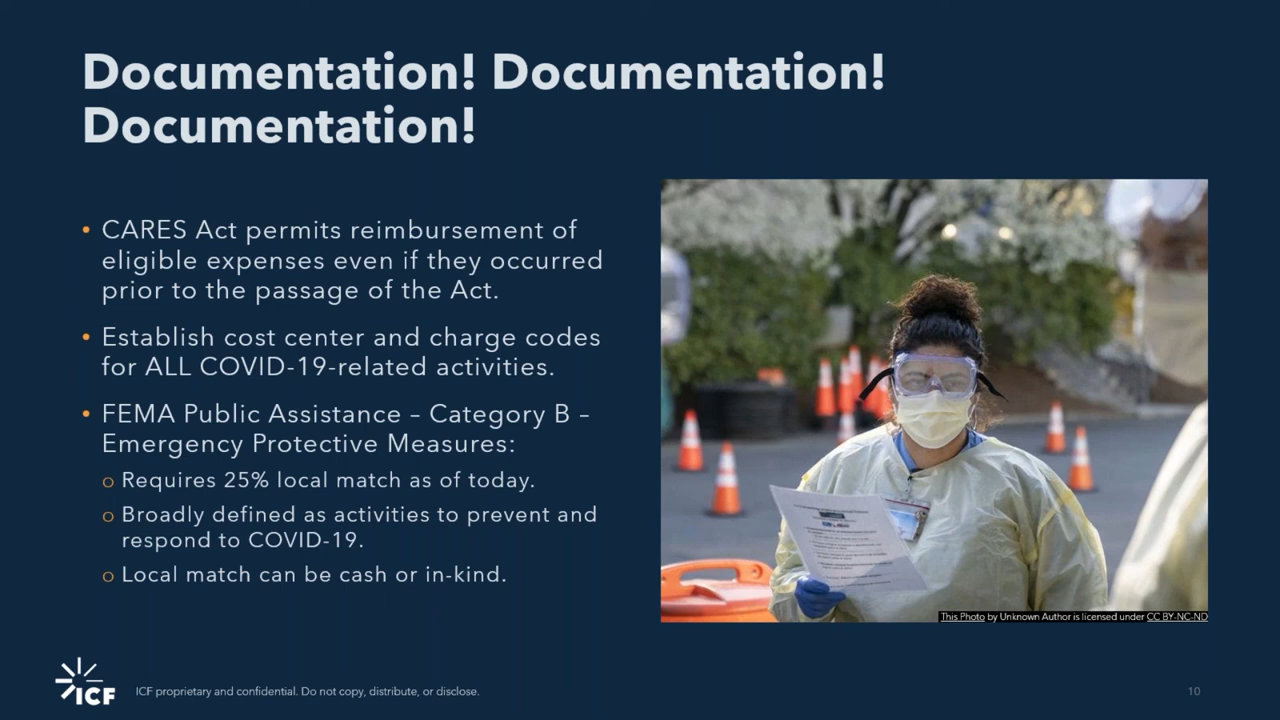 Documentation! Documentation!
Documentation!
• CARES Act permits reimbursement of
eligible expenses even if they occurred
prior to the passage of the Act.
• Establish cost center and charge codes
for ALL COVID-19-related activities.
• FEMA Public Assistance – Category B –
Emergency Protective Measures:
o Requires 25% local match as of today.
o Broadly defined as activities to prevent and
respond to COVID-19.
o Local match can be cash or in-kind.
This Photo by Unknown Author is licensed under CC BY-NC-ND
ICF
ICF proprietary and confidential. Do not copy, distribute, or disclose.
10